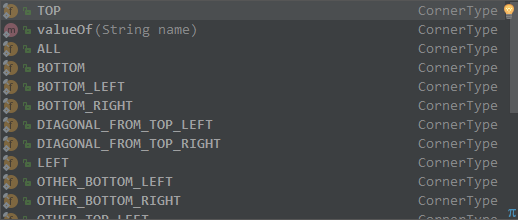 TOP CornerType
valueOf(String name) CornerType
ALL CornerType
BOTTOM CornerType
BOTTOM_LEFT CornerType
BOTTOM_RIGHT CornerType
DIAGONAL_FROM_TOP_LEFT CornerType
DIAGONAL_FROM_TOP_RIGHT CornerType
LEFT CornerType
OTHER_BOTTOM_LEFT CornerType
OTHER_BOTTOM_RIGHT CornerType
OTHER_TOP_LEFT CornerType
π